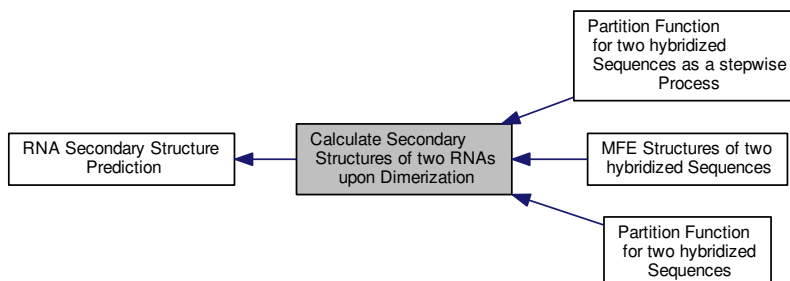 RNA Secondary Structure
Prediction
Calculate Secondary
Structures of two RNAs
upon Dimerization
Partition Function
for two hybridized
Sequences as a stepwise
Process
MFE Structures of two
hybridized Sequences
Partition Function
for two hybridized
Sequences